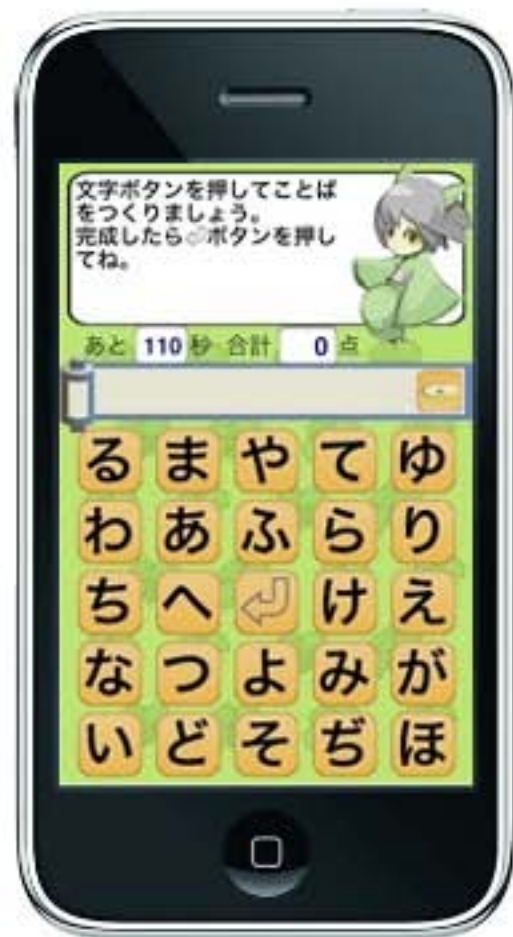 文字ボタンを押してことば
をつくりましょう。
完成したら⏎ボタンを押し
てね。
あと 110 秒 合計 0 点
る ま や て ゆ
わ あ ふ ら り
ち へ ⏎ け え
な つ よ み が
い ど そ ぢ ほ